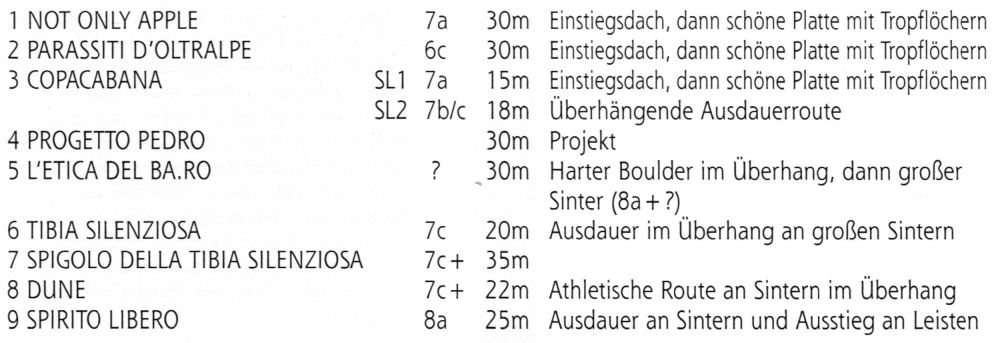 1 NOT ONLY APPLE 7a 30m Einstiegsdach, dann schöne Platte mit Tropflöchern
2 PARASSITI D'OLTRALPE 6c 30m Einstiegsdach, dann schöne Platte mit Tropflöchern
3 COPACABANA SL1 7a 15m Einstiegsdach, dann schöne Platte mit Tropflöchern
SL2 7b/c 18m Überhängende Ausdauerroute
4 PROGETTO PEDRO 30m Projekt
5 L'ETICA DEL BA.RO ? 30m Harter Boulder im Überhang, dann großer
Sinter (8a+?)
6 TIBIA SILENZIOSA 7c 20m Ausdauer im Überhang an großen Sintern
7 SPIGOLO DELLA TIBIA SILENZIOSA 7c+ 35m
8 DUNE 7c+ 22m Athletische Route an Sintern im Überhang
9 SPIRITO LIBERO 8a 25m Ausdauer an Sintern und Ausstieg an Leisten